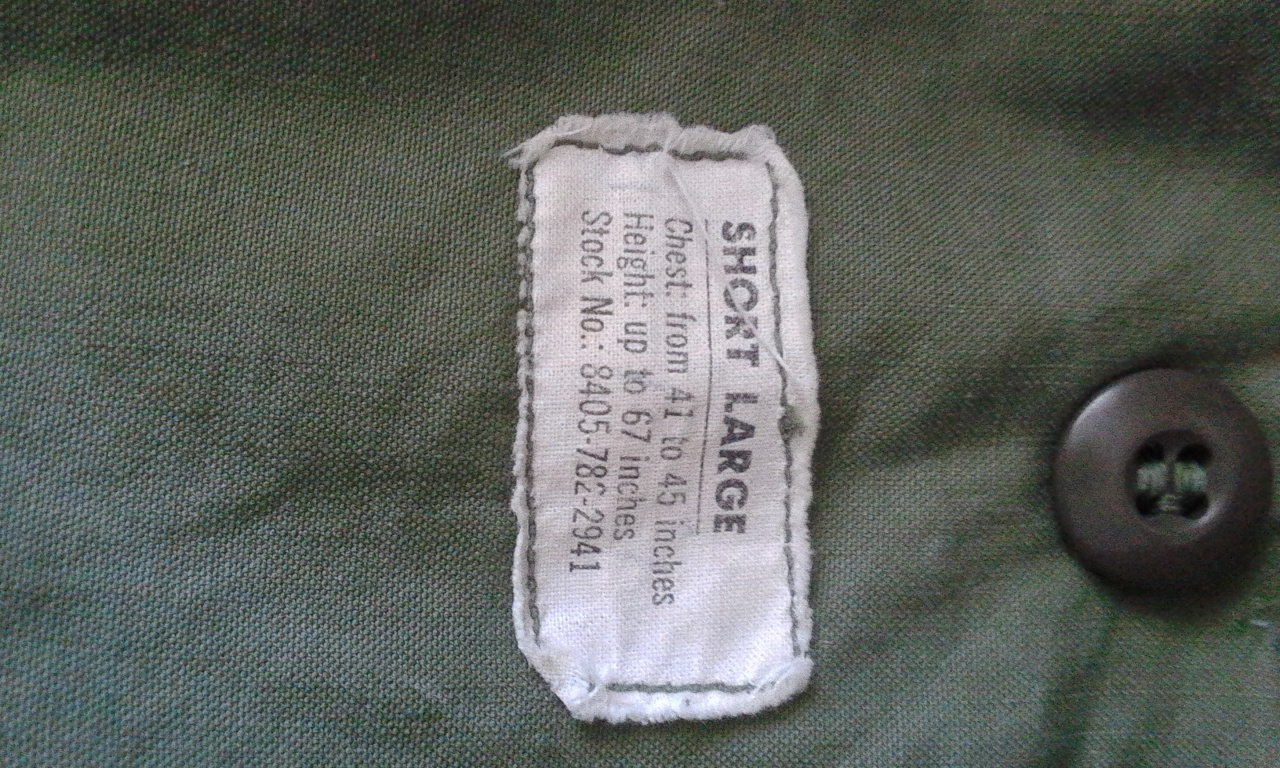 SHORT LARGE
Chest: from 41 to 45 inches
Height: up to 67 inches
Stock No.: 8405-782-2941